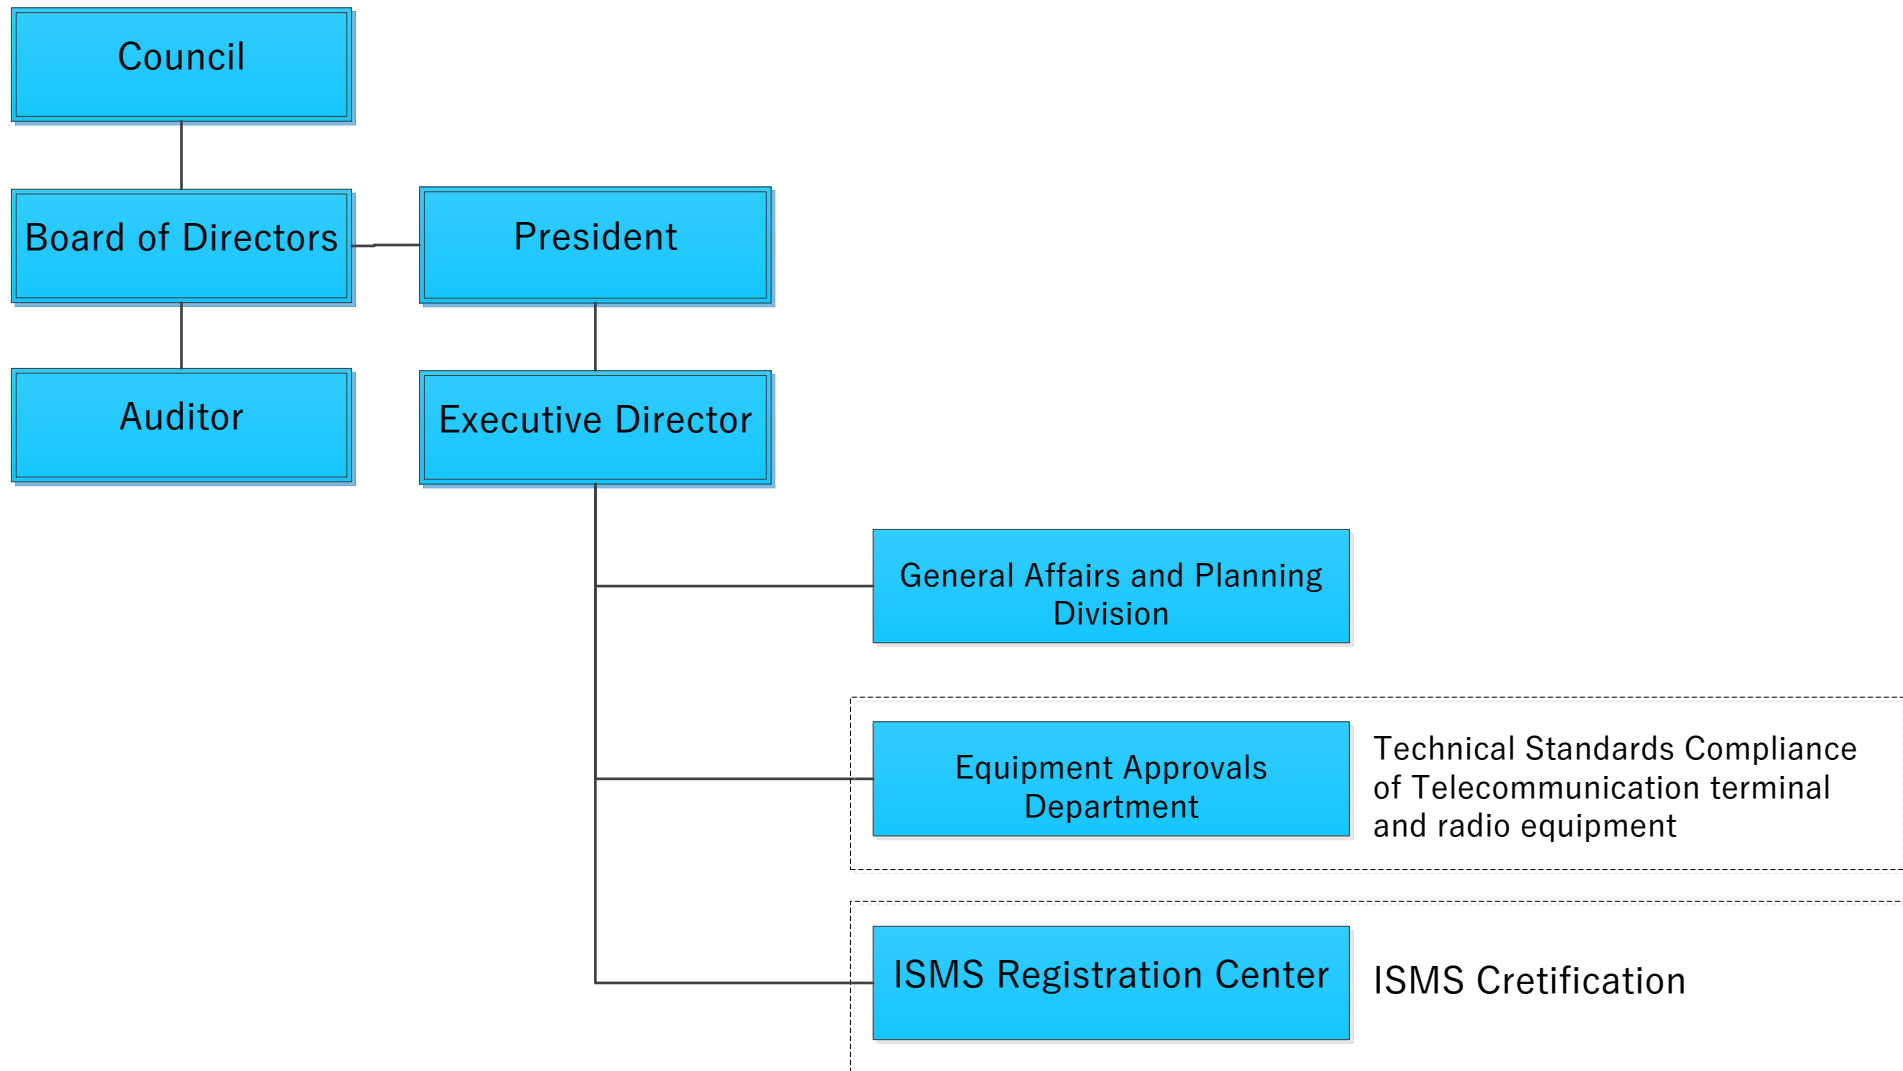 Council
Board of Directors
President
Auditor
Executive Director
General Affairs and Planning
Division
Equipment Approvals
Department
Technical Standards Compliance
of Telecommunication terminal
and radio equipment
ISMS Registration Center
ISMS Cretification